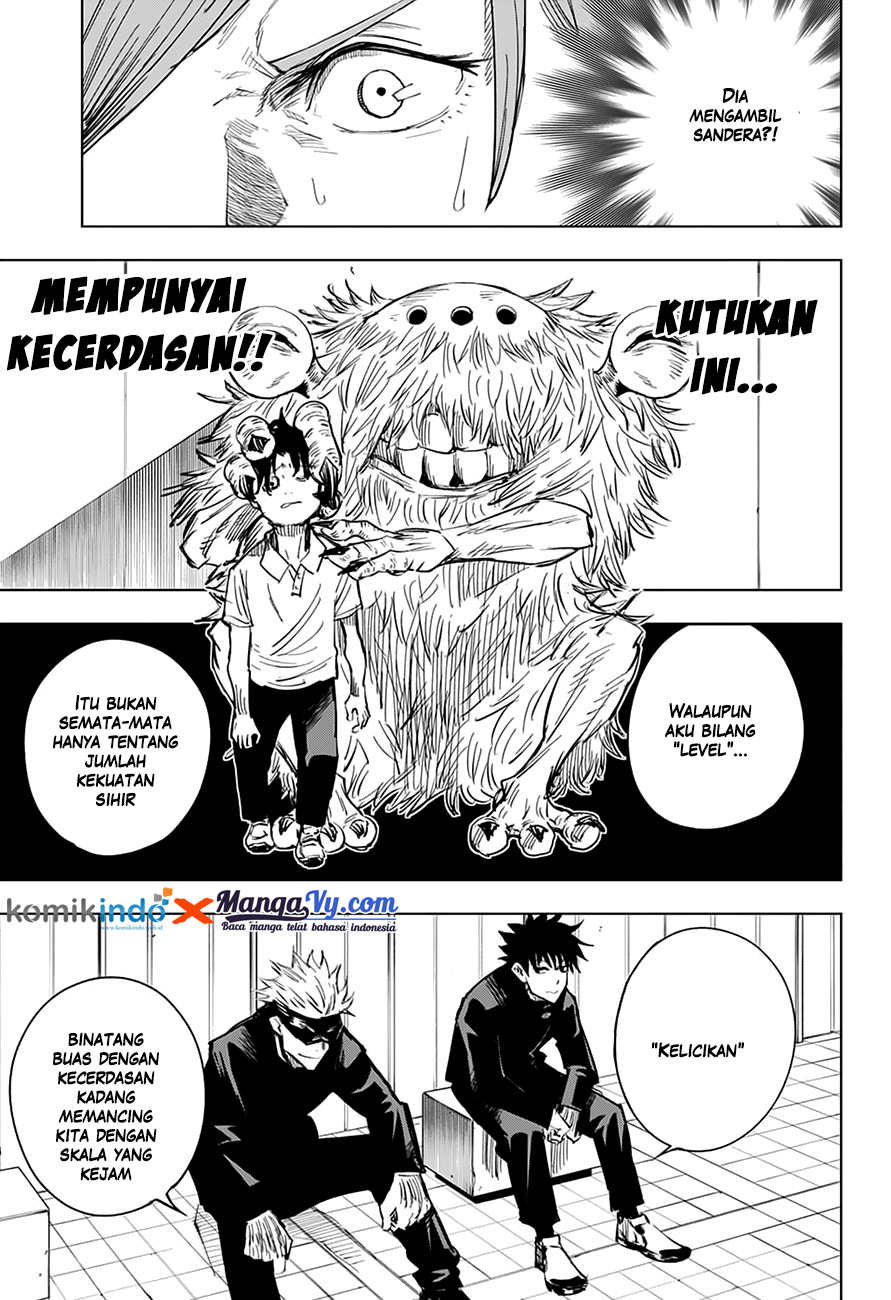 DIA
MENGAMBIL
SANDERA?!
KUTUKAN
INI...
MEMPUNYAI
KECERDASAN!!
WALAUPUN
AKU BILANG
"LEVEL"...
ITU BUKAN
SEMATA-MATA
HANYA TENTANG
JUMLAH
KEKUATAN
SIHIR
komikindo
MangaVy.com
Baca manga telat bahasa indonesia
"KELICIKAN"
BINATANG
BUAS DENGAN
KECERDASAN
KADANG
MEMANCING
KITA DENGAN
SKALA YANG
KEJAM